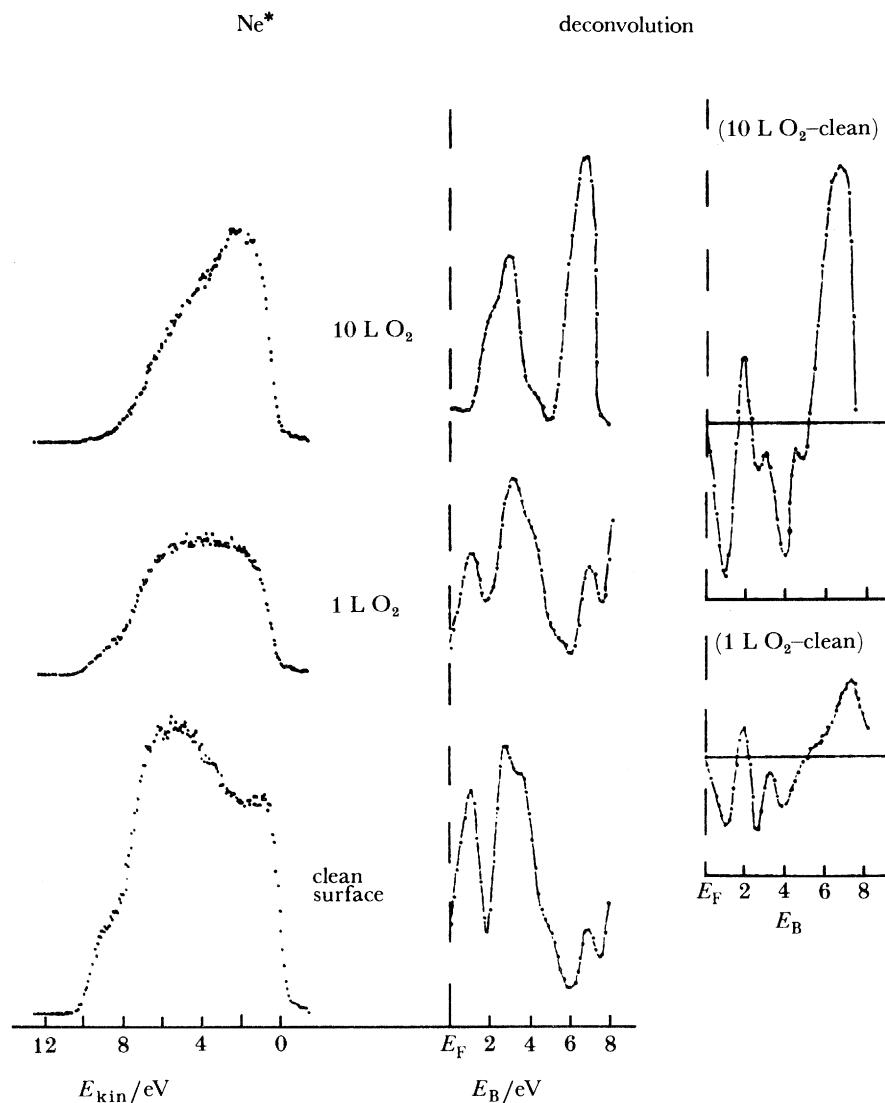 Ne*
deconvolution
(10 L O₂–clean)
10 L O₂
1 L O₂
(1 L O₂–clean)
clean
surface
E_F 2 4 6 8
E_B
12 8 4 0
E_F 2 4 6 8
E_kin/eV
E_B/eV